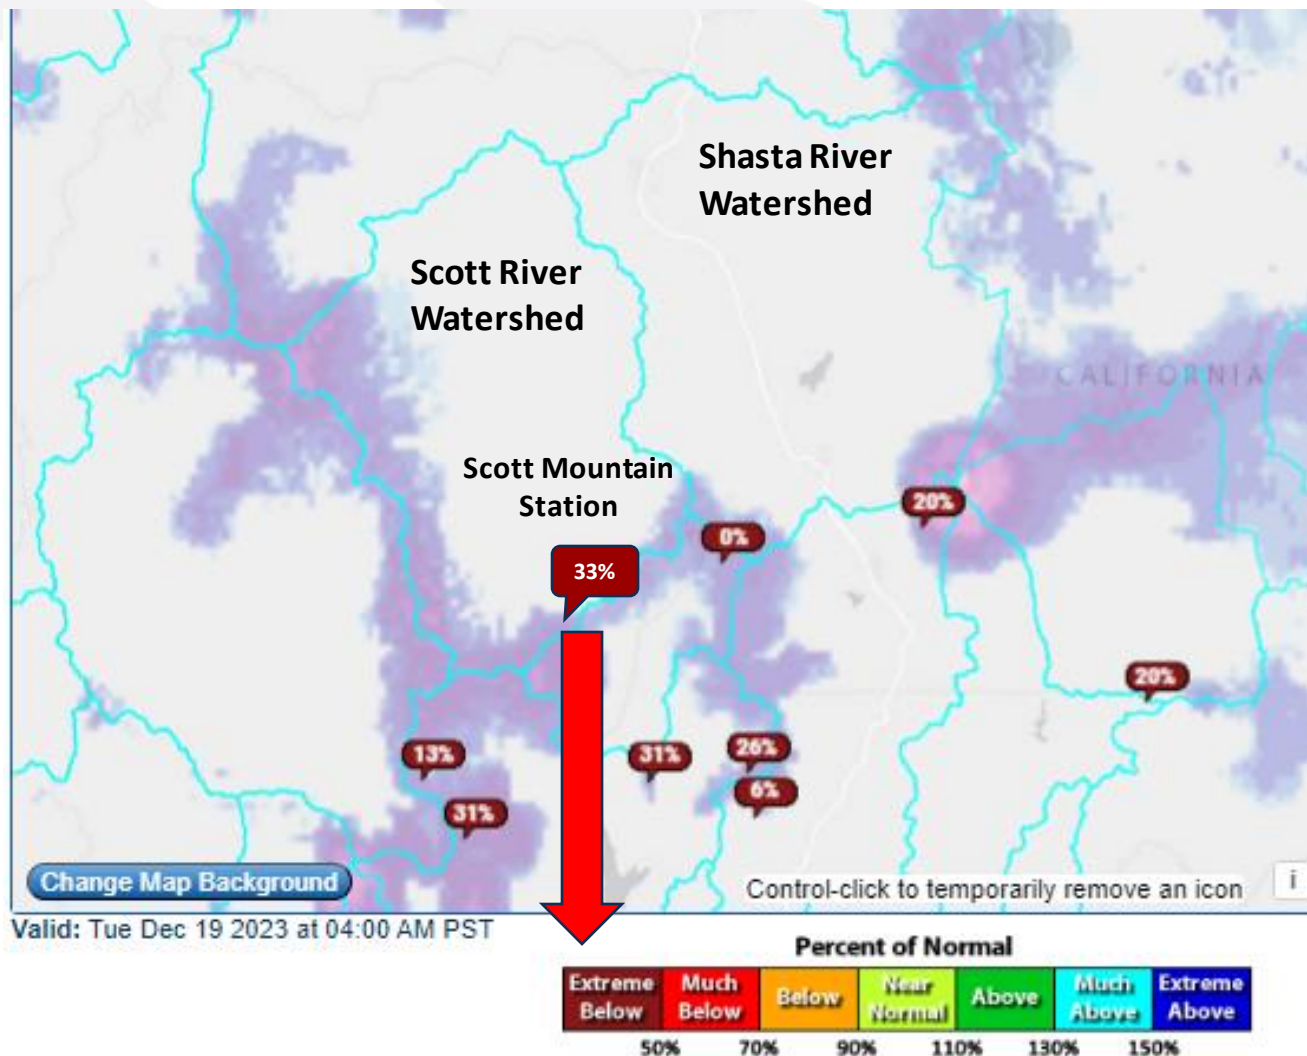 Shasta River
Watershed
Scott River
Watershed
CALIFORNIA
Scott Mountain
Station
20%
0%
33%
20%
13%
31%
26%
6%
31%
Change Map Background
Control-click to temporarily remove an icon
i
Valid: Tue Dec 19 2023 at 04:00 AM PST
Percent of Normal
Extreme Below
Much Below
Below
Near Normal
Above
Much Above
Extreme Above
50% 70% 90% 110% 130% 150%